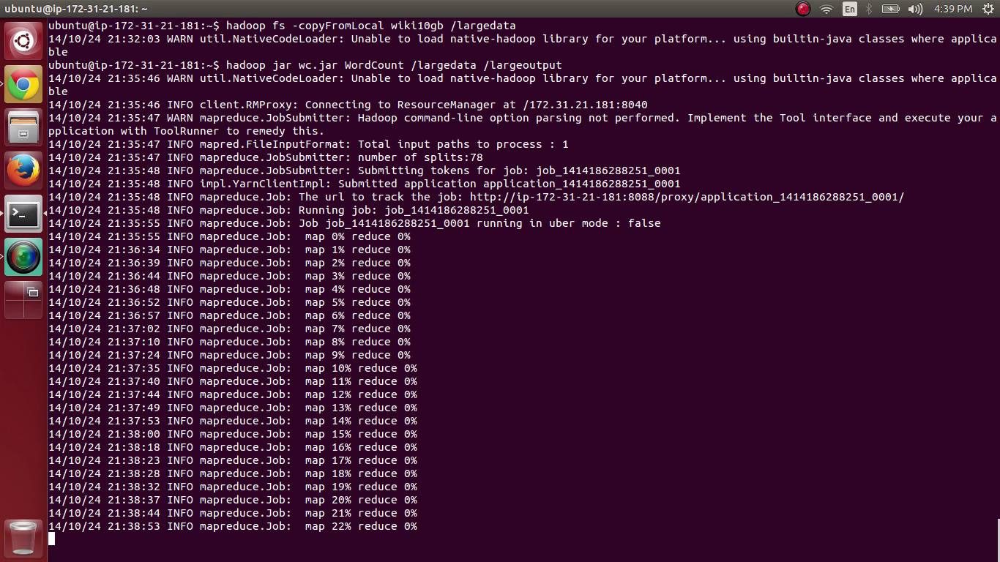 ubuntu@ip-172-31-21-181: ~
En
4:39 PM
ubuntu@ip-172-31-21-181:~$ hadoop fs -copyFromLocal wiki10gb /largedata
14/10/24 21:32:03 WARN util.NativeCodeLoader: Unable to load native-hadoop library for your platform... using builtin-java classes where applica
ble
ubuntu@ip-172-31-21-181:~$ hadoop jar wc.jar WordCount /largedata /largeoutput
14/10/24 21:35:46 WARN util.NativeCodeLoader: Unable to load native-hadoop library for your platform... using builtin-java classes where applica
ble
14/10/24 21:35:46 INFO client.RMProxy: Connecting to ResourceManager at /172.31.21.181:8040
14/10/24 21:35:47 WARN mapreduce.JobSubmitter: Hadoop command-line option parsing not performed. Implement the Tool interface and execute your a
pplication with ToolRunner to remedy this.
14/10/24 21:35:47 INFO mapred.FileInputFormat: Total input paths to process : 1
14/10/24 21:35:47 INFO mapreduce.JobSubmitter: number of splits:78
14/10/24 21:35:48 INFO mapreduce.JobSubmitter: Submitting tokens for job: job_1414186288251_0001
14/10/24 21:35:48 INFO impl.YarnClientImpl: Submitted application application_1414186288251_0001
14/10/24 21:35:48 INFO mapreduce.Job: The url to track the job: http://ip-172-31-21-181:8088/proxy/application_1414186288251_0001/
14/10/24 21:35:48 INFO mapreduce.Job: Running job: job_1414186288251_0001
14/10/24 21:35:55 INFO mapreduce.Job: Job job_1414186288251_0001 running in uber mode : false
14/10/24 21:35:55 INFO mapreduce.Job:  map 0% reduce 0%
14/10/24 21:36:34 INFO mapreduce.Job:  map 1% reduce 0%
14/10/24 21:36:39 INFO mapreduce.Job:  map 2% reduce 0%
14/10/24 21:36:44 INFO mapreduce.Job:  map 3% reduce 0%
14/10/24 21:36:48 INFO mapreduce.Job:  map 4% reduce 0%
14/10/24 21:36:52 INFO mapreduce.Job:  map 5% reduce 0%
14/10/24 21:36:57 INFO mapreduce.Job:  map 6% reduce 0%
14/10/24 21:37:02 INFO mapreduce.Job:  map 7% reduce 0%
14/10/24 21:37:10 INFO mapreduce.Job:  map 8% reduce 0%
14/10/24 21:37:24 INFO mapreduce.Job:  map 9% reduce 0%
14/10/24 21:37:35 INFO mapreduce.Job:  map 10% reduce 0%
14/10/24 21:37:40 INFO mapreduce.Job:  map 11% reduce 0%
14/10/24 21:37:44 INFO mapreduce.Job:  map 12% reduce 0%
14/10/24 21:37:49 INFO mapreduce.Job:  map 13% reduce 0%
14/10/24 21:37:53 INFO mapreduce.Job:  map 14% reduce 0%
14/10/24 21:38:00 INFO mapreduce.Job:  map 15% reduce 0%
14/10/24 21:38:18 INFO mapreduce.Job:  map 16% reduce 0%
14/10/24 21:38:23 INFO mapreduce.Job:  map 17% reduce 0%
14/10/24 21:38:28 INFO mapreduce.Job:  map 18% reduce 0%
14/10/24 21:38:32 INFO mapreduce.Job:  map 19% reduce 0%
14/10/24 21:38:37 INFO mapreduce.Job:  map 20% reduce 0%
14/10/24 21:38:44 INFO mapreduce.Job:  map 21% reduce 0%
14/10/24 21:38:53 INFO mapreduce.Job:  map 22% reduce 0%